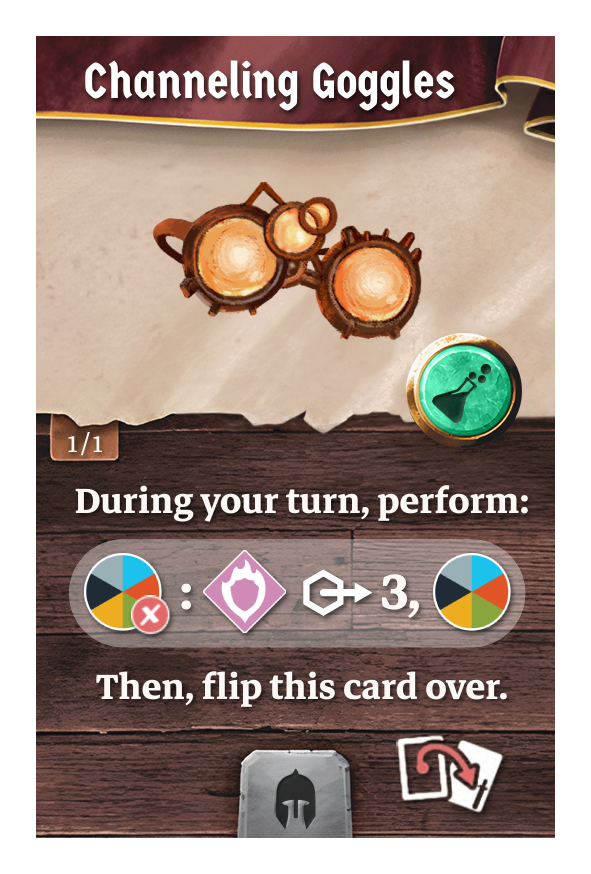 Channeling Goggles
1/1
During your turn, perform:
: 3,
Then, flip this card over.